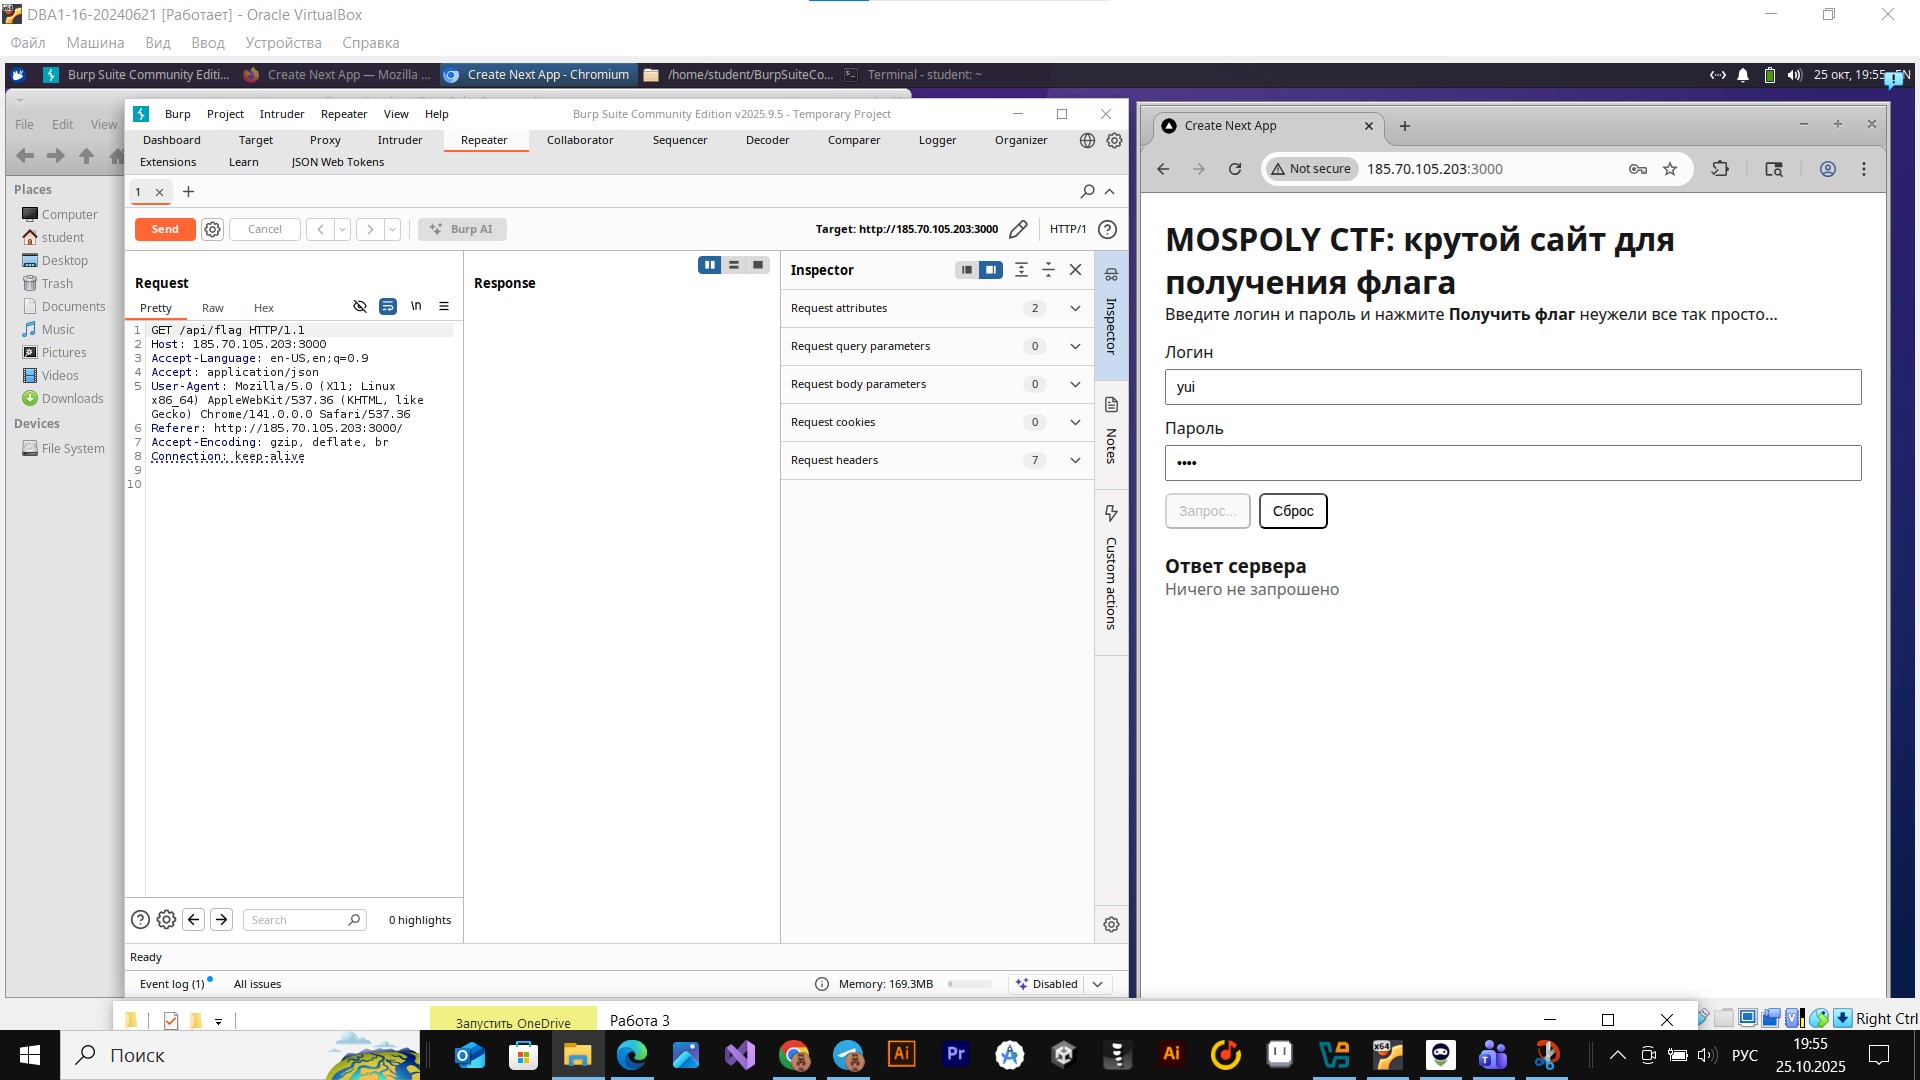 DBA1-16-20240621 [Работает] - Oracle VirtualBox
Файл Машина Вид Ввод Устройства Справка
Burp Suite Community Editi... Create Next App — Mozilla ... Create Next App - Chromium /home/student/BurpSuiteCo... Terminal - student: ~ 25 окт, 19:55 EN
File Edit View
Places
Computer
student
Desktop
Trash
Documents
Music
Pictures
Videos
Downloads
Devices
File System
Burp Project Intruder Repeater View Help Burp Suite Community Edition v2025.9.5 - Temporary Project
Dashboard Target Proxy Intruder Repeater Collaborator Sequencer Decoder Comparer Logger Organizer
Extensions Learn JSON Web Tokens
1
Send Cancel Burp AI Target: http://185.70.105.203:3000 HTTP/1
Request
Pretty Raw Hex \n
1 GET /api/flag HTTP/1.1
2 Host: 185.70.105.203:3000
3 Accept-Language: en-US,en;q=0.9
4 Accept: application/json
5 User-Agent: Mozilla/5.0 (X11; Linux
x86_64) AppleWebKit/537.36 (KHTML, like
Gecko) Chrome/141.0.0.0 Safari/537.36
6 Referer: http://185.70.105.203:3000/
7 Accept-Encoding: gzip, deflate, br
8 Connection: keep-alive
9
10
Search 0 highlights
Response
Inspector
Request attributes 2
Request query parameters 0
Request body parameters 0
Request cookies 0
Request headers 7
Inspector
Notes
Custom actions
Ready
Event log (1) All issues Memory: 169.3MB Disabled
Create Next App
Not secure 185.70.105.203:3000
MOSPOLY CTF: крутой сайт для
получения флага
Введите логин и пароль и нажмите Получить флаг неужели все так просто...
Логин
yui
Пароль
••••
Запрос... Сброс
Ответ сервера
Ничего не запрошено
Запустить OneDrive Работа 3
Right Ctrl
Поиск
Ai Pr Ai x64
РУС
19:55
25.10.2025